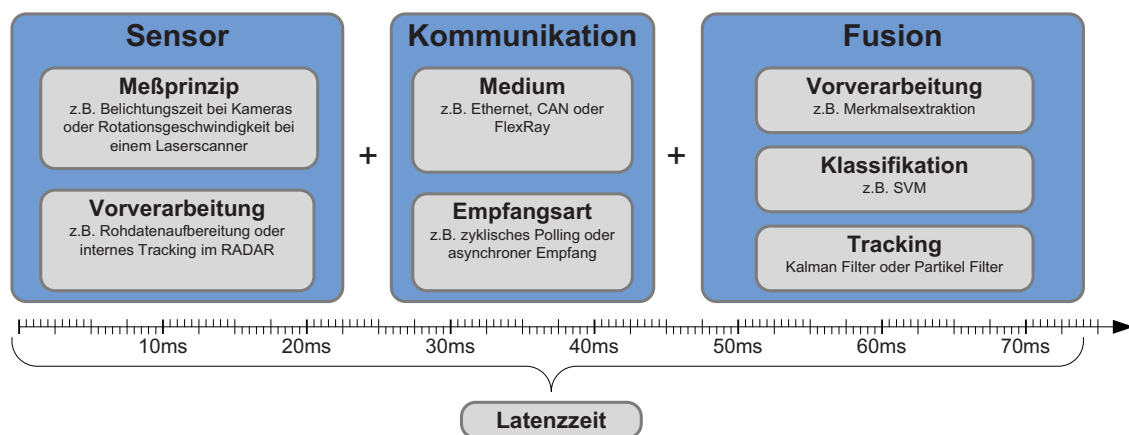 Sensor
Meßprinzip
z.B. Belichtungszeit bei Kameras
oder Rotationsgeschwindigkeit bei
einem Laserscanner
Vorverarbeitung
z.B. Rohdatenaufbereitung oder
internes Tracking im RADAR
+
Kommunikation
Medium
z.B. Ethernet, CAN oder
FlexRay
Empfangsart
z.B. zyklisches Polling oder
asynchroner Empfang
+
Fusion
Vorverarbeitung
z.B. Merkmalsextraktion
Klassifikation
z.B. SVM
Tracking
Kalman Filter oder Partikel Filter
10ms 20ms 30ms 40ms 50ms 60ms 70ms
Latenzzeit